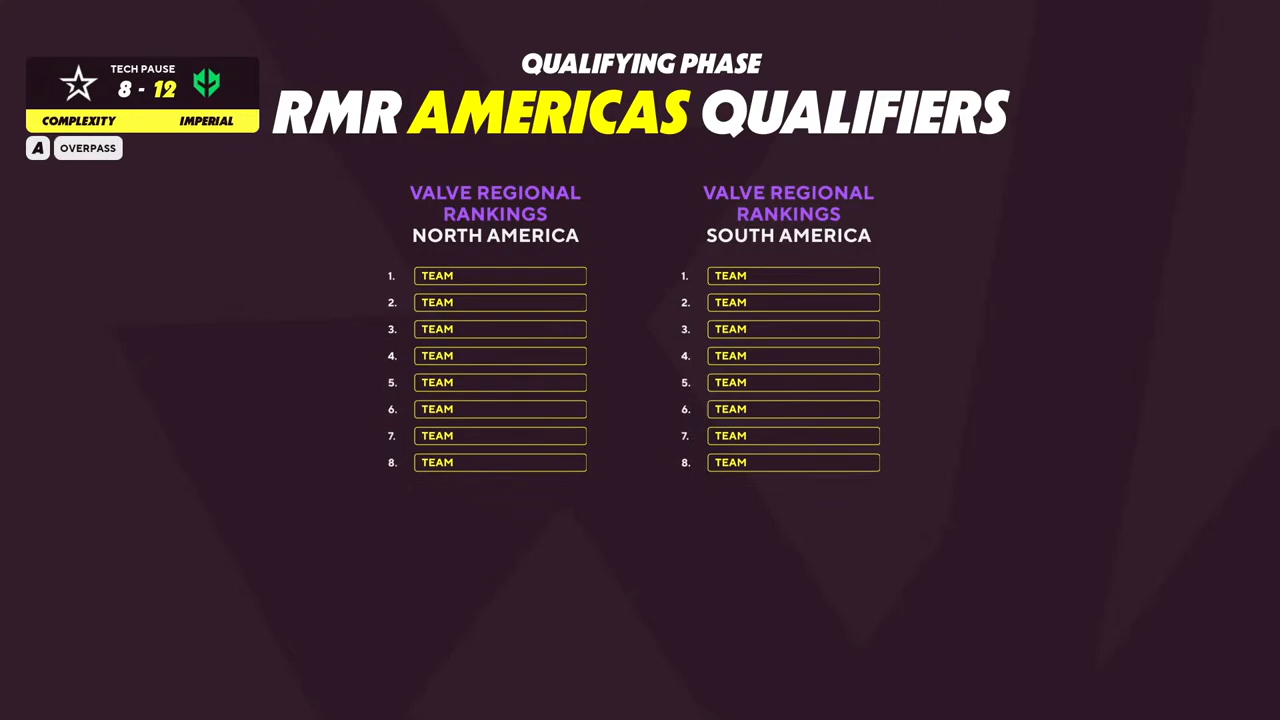 TECH PAUSE
8 - 12
COMPLEXITY IMPERIAL
A OVERPASS
QUALIFYING PHASE
RMR AMERICAS QUALIFIERS
VALVE REGIONAL
RANKINGS
NORTH AMERICA
1. TEAM
2. TEAM
3. TEAM
4. TEAM
5. TEAM
6. TEAM
7. TEAM
8. TEAM
VALVE REGIONAL
RANKINGS
SOUTH AMERICA
1. TEAM
2. TEAM
3. TEAM
4. TEAM
5. TEAM
6. TEAM
7. TEAM
8. TEAM